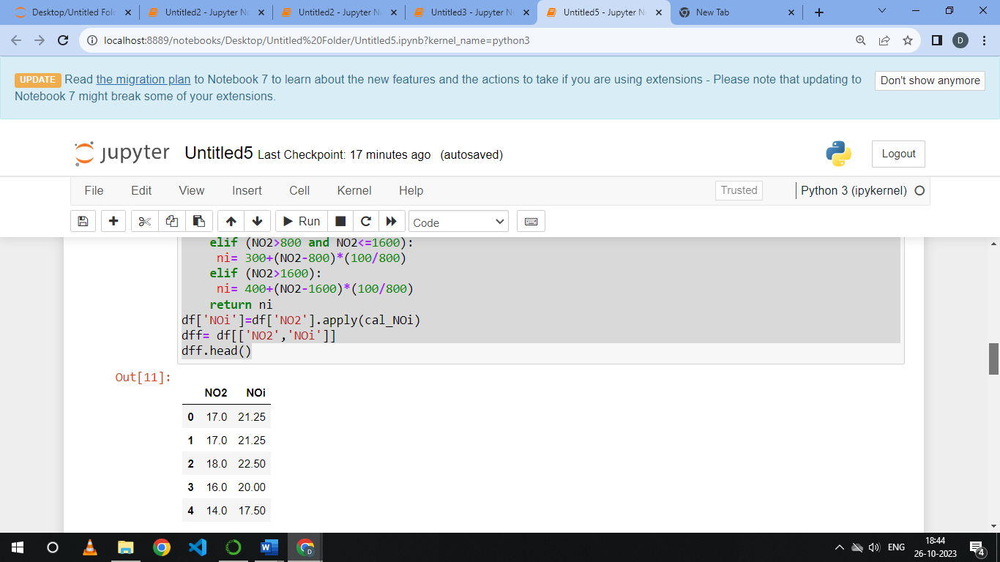 Desktop/Untitled Fol
Untitled2 - Jupyter N
Untitled2 - Jupyter N
Untitled3 - Jupyter N
Untitled5 - Jupyter N
New Tab
localhost:8889/notebooks/Desktop/Untitled%20Folder/Untitled5.ipynb?kernel_name=python3
D
UPDATE Read the migration plan to Notebook 7 to learn about the new features and the actions to take if you are using extensions - Please note that updating to
Notebook 7 might break some of your extensions.
Don't show anymore
jupyter Untitled5 Last Checkpoint: 17 minutes ago (autosaved)
Logout
File Edit View Insert Cell Kernel Help
Trusted
Python 3 (ipykernel)
Run
Code
elif (NO2>800 and NO2<=1600):
ni= 300+(NO2-800)*(100/800)
elif (NO2>1600):
ni= 400+(NO2-1600)*(100/800)
return ni
df['NOi']=df['NO2'].apply(cal_NOi)
dff= df[['NO2','NOi']]
dff.head()
Out[11]:
NO2 NOi
0 17.0 21.25
1 17.0 21.25
2 18.0 22.50
3 16.0 20.00
4 14.0 17.50
W
D
ENG
18:44
26-10-2023
4